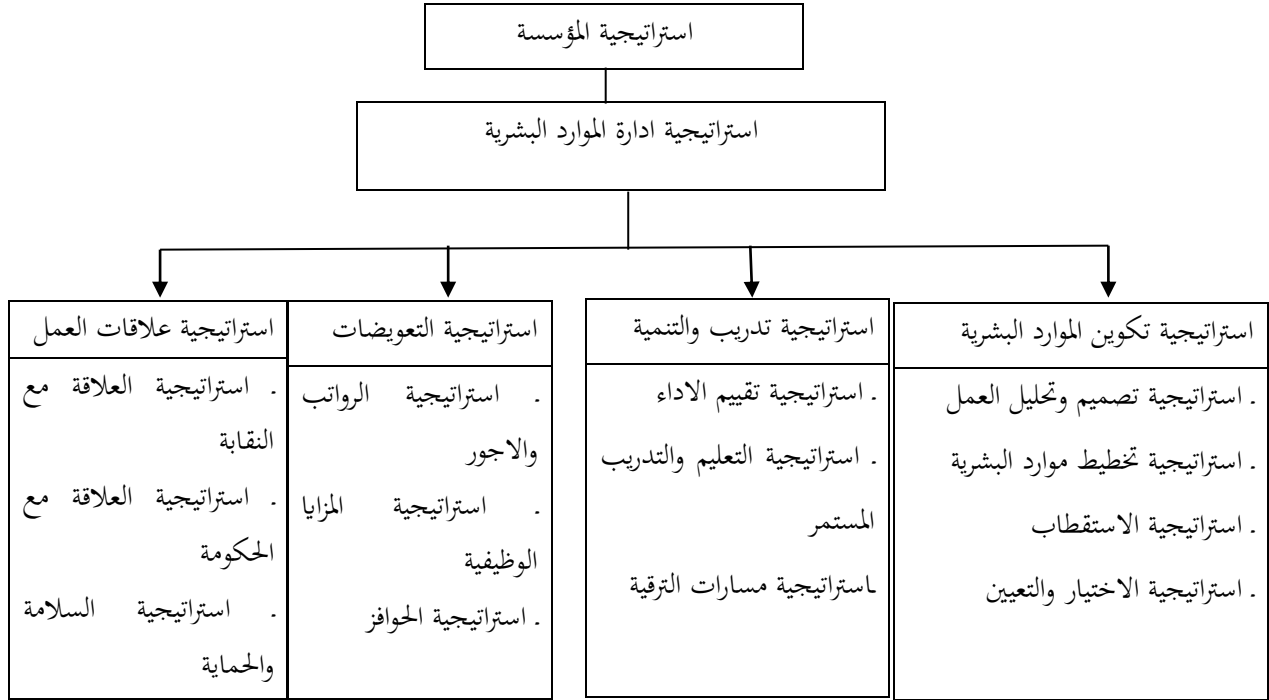 استراتيجية المؤسسة
استراتيجية ادارة الموارد البشرية
استراتيجية تكوين الموارد البشرية
. استراتيجية تصميم وتحليل العمل
. استراتيجية تخطيط موارد البشرية
. استراتيجية الاستقطاب
. استراتيجية الاختيار والتعيين
استراتيجية تدريب والتنمية
. استراتيجية تقييم الاداء
. استراتيجية التعليم والتدريب
المستمر
ـاستراتيجية مسارات الترقية
استراتيجية التعويضات
. استراتيجية الرواتب
والاجور
. استراتيجية المزايا
الوظيفية
. استراتيجية الحوافز
استراتيجية علاقات العمل
. استراتيجية العلاقة مع
النقابة
. استراتيجية العلاقة مع
الحكومة
. استراتيجية السلامة
والحماية